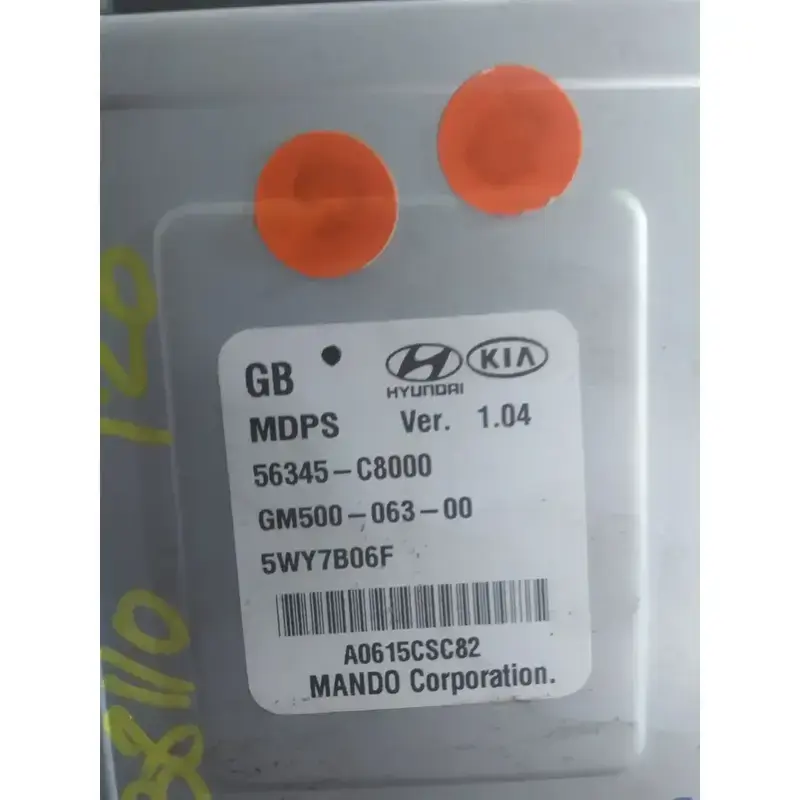 GB HYUNDAI KIA
MDPS Ver. 1.04
56345-C8000
GM500-063-00
5WY7B06F
A0615CSC82
MANDO Corporation.